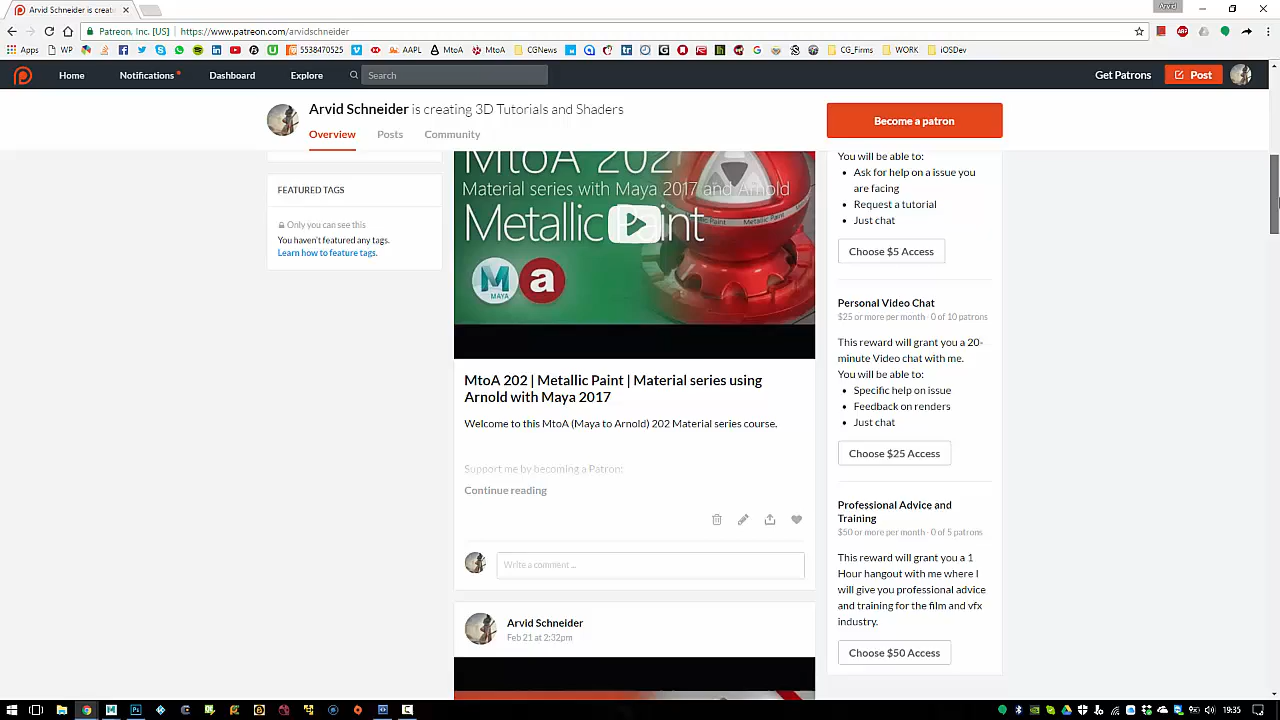 Arvid Schneider is creat
Arvid
Patreon, Inc. [US]
https://www.patreon.com/arvidschneider
Apps
WP
5538470525
AAPL
MtoA
MtoA
CGNews
CG_Firms
WORK
iOSDev
Home
Notifications
Dashboard
Explore
Search
Get Patrons
Post
Arvid Schneider is creating 3D Tutorials and Shaders
Overview
Posts
Community
Become a patron
FEATURED TAGS
Only you can see this
You haven't featured any tags.
Learn how to feature tags.
MtoA 202
Material series with Maya 2017 and Arnold
Metallic Paint
M
MAYA
a
MtoA 202 | Metallic Paint | Material series using
Arnold with Maya 2017
Welcome to this MtoA (Maya to Arnold) 202 Material series course.
Support me by becoming a Patron:
Continue reading
Write a comment ...
Arvid Schneider
Feb 21 at 2:32pm
You will be able to:
Ask for help on a issue you
are facing
Request a tutorial
Just chat
Choose $5 Access
Personal Video Chat
$25 or more per month · 0 of 10 patrons
This reward will grant you a 20-
minute Video chat with me.
You will be able to:
Specific help on issue
Feedback on renders
Just chat
Choose $25 Access
Professional Advice and
Training
$50 or more per month · 0 of 5 patrons
This reward will grant you a 1
Hour hangout with me where I
will give you professional advice
and training for the film and vfx
industry.
Choose $50 Access
19:35